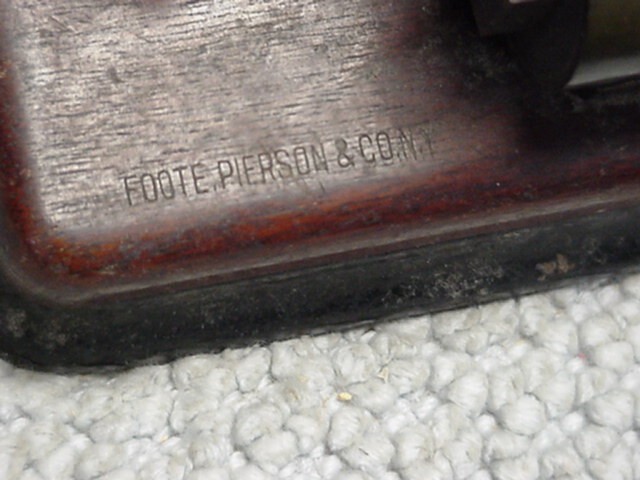 FOOTE, PIERSON & CO. N.Y.